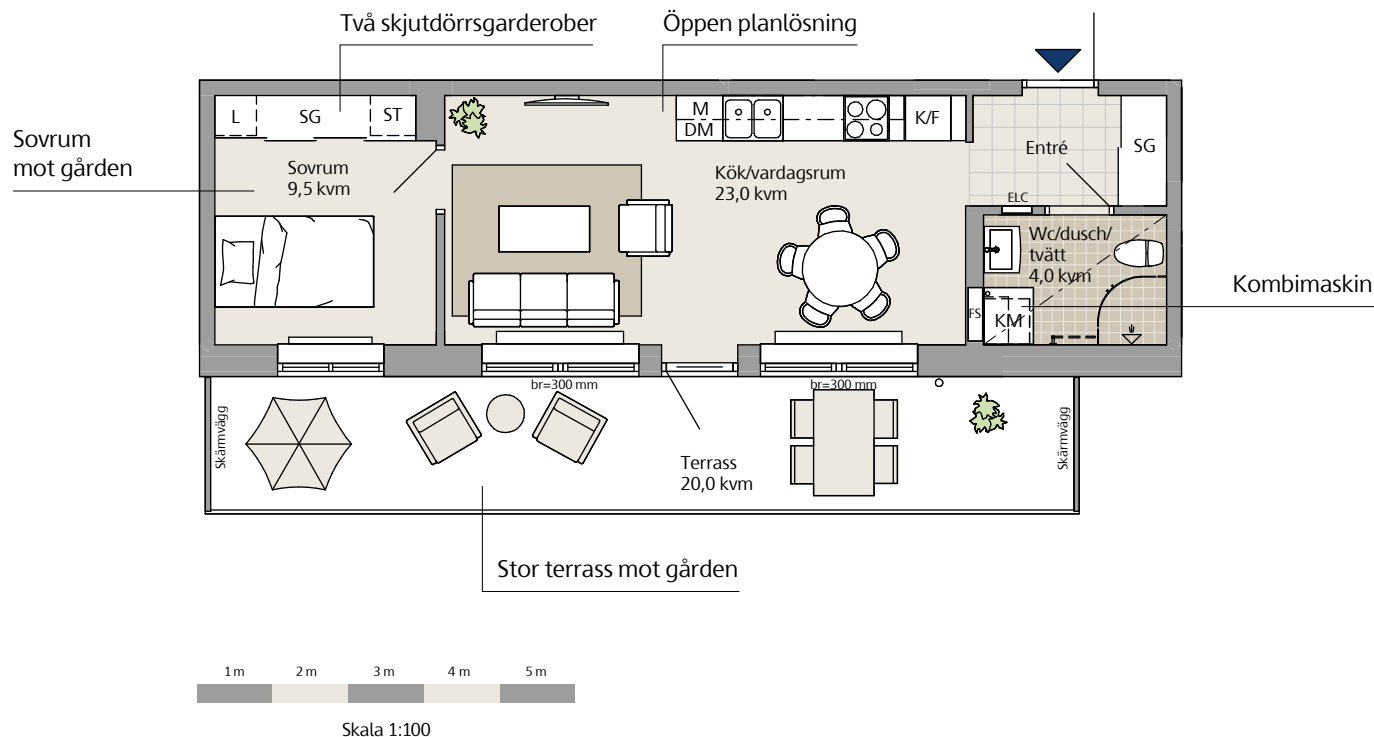 Två skjutdörrsgarderober
Öppen planlösning
Sovrum
mot gården
L
SG
ST
Sovrum
9,5 kvm
M
DM
K/F
Kök/vardagsrum
23,0 kvm
Entré
SG
ELC
Wc/dusch/
tvätt
4,0 kvm
FS
KM
Kombimaskin
br=300 mm
br=300 mm
Skärmvägg
Terrass
20,0 kvm
Skärmvägg
Stor terrass mot gården
1 m
2 m
3 m
4 m
5 m
Skala 1:100